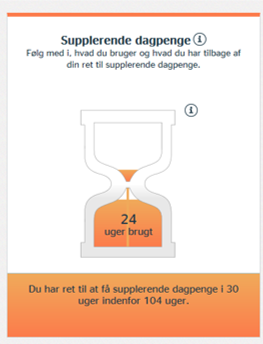 Supplerende dagpenge
Følg med i, hvad du bruger og hvad du har tilbage af
din ret til supplerende dagpenge.
24
uger brugt
Du har ret til at få supplerende dagpenge i 30
uger indenfor 104 uger.